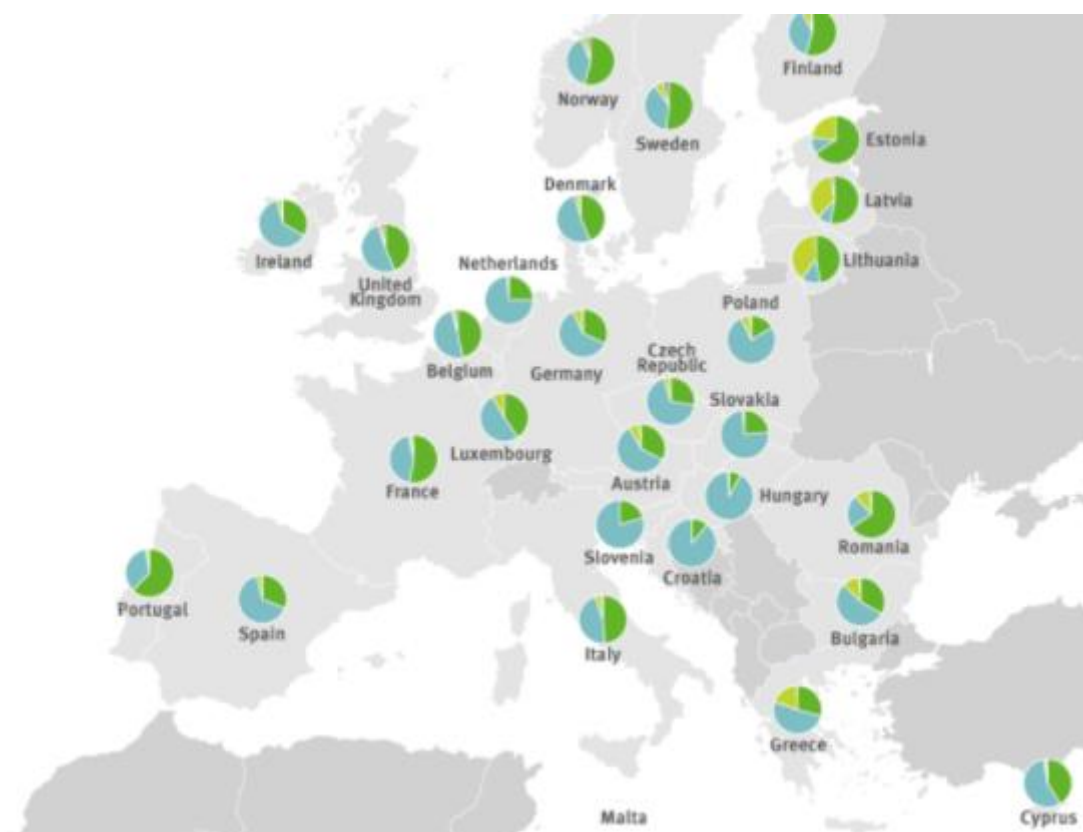 Finland
Norway
Sweden
Estonia
Denmark
Latvia
Ireland
Netherlands
Lithuania
United
Kingdom
Poland
Czech
Republic
Belgium
Germany
Slovakia
Luxembourg
France
Austria
Hungary
Slovenia
Romania
Croatia
Portugal
Spain
Bulgaria
Italy
Greece
Malta
Cyprus